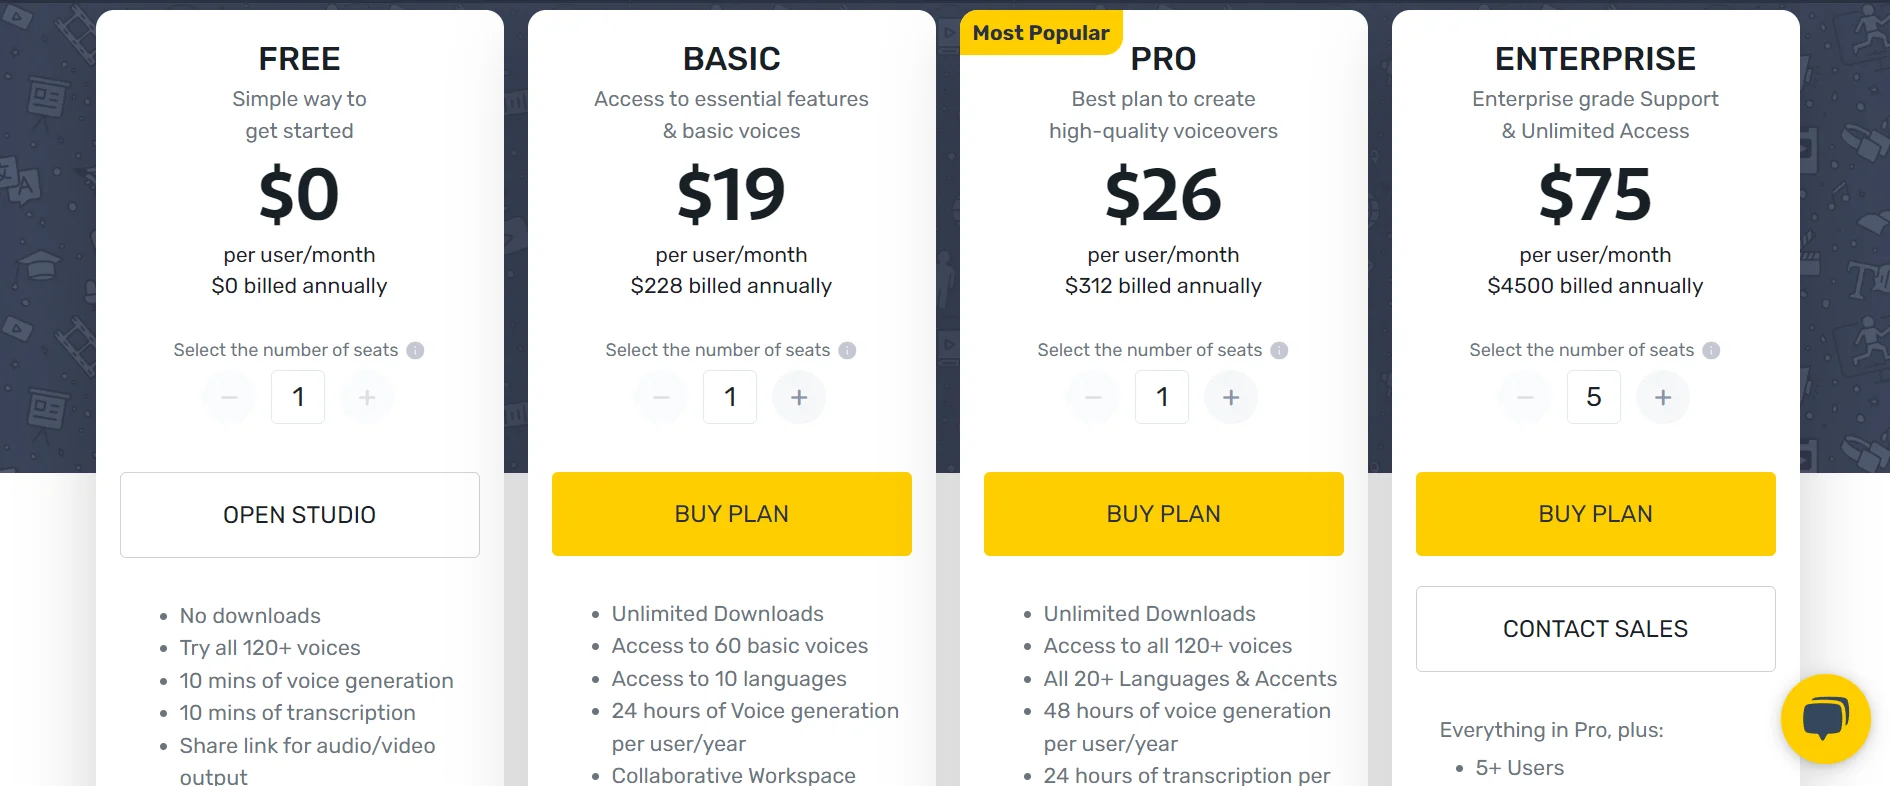 FREE
Simple way to
get started
$0
per user/month
$0 billed annually
Select the number of seats
1
OPEN STUDIO
No downloads
Try all 120+ voices
10 mins of voice generation
10 mins of transcription
Share link for audio/video
output
BASIC
Access to essential features
& basic voices
$19
per user/month
$228 billed annually
Select the number of seats
1
BUY PLAN
Unlimited Downloads
Access to 60 basic voices
Access to 10 languages
24 hours of Voice generation
per user/year
Collaborative Workspace
Most Popular
PRO
Best plan to create
high-quality voiceovers
$26
per user/month
$312 billed annually
Select the number of seats
1
BUY PLAN
Unlimited Downloads
Access to all 120+ voices
All 20+ Languages & Accents
48 hours of voice generation
per user/year
24 hours of transcription per
ENTERPRISE
Enterprise grade Support
& Unlimited Access
$75
per user/month
$4500 billed annually
Select the number of seats
5
BUY PLAN
CONTACT SALES
Everything in Pro, plus:
5+ Users